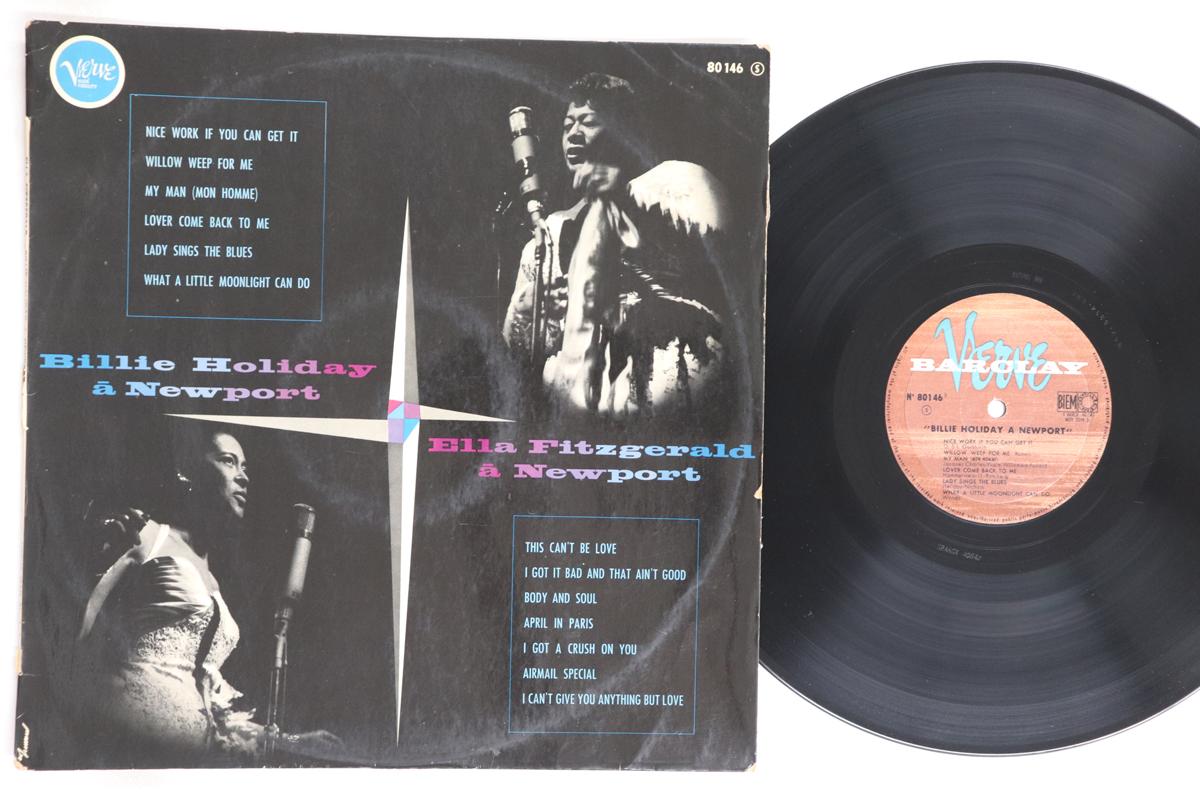 Verve
HIGH FIDELITY
80 146 S
NICE WORK IF YOU CAN GET IT
WILLOW WEEP FOR ME
MY MAN (MON HOMME)
LOVER COME BACK TO ME
LADY SINGS THE BLUES
WHAT A LITTLE MOONLIGHT CAN DO
Billie Holiday
à Newport
Ella Fitzgerald
à Newport
THIS CAN'T BE LOVE
I GOT IT BAD AND THAT AIN'T GOOD
BODY AND SOUL
APRIL IN PARIS
I GOT A CRUSH ON YOU
AIRMAIL SPECIAL
I CAN'T GIVE YOU ANYTHING BUT LOVE
Verve
BARCLAY
N° 80146
S
BIEM
"BILLIE HOLIDAY A NEWPORT"
NICE WORK IF YOU CAN GET IT
WILLOW WEEP FOR ME
MY MAN (MON HOMME)
LOVER COME BACK TO ME
LADY SINGS THE BLUES
WHAT A LITTLE MOONLIGHT CAN DO